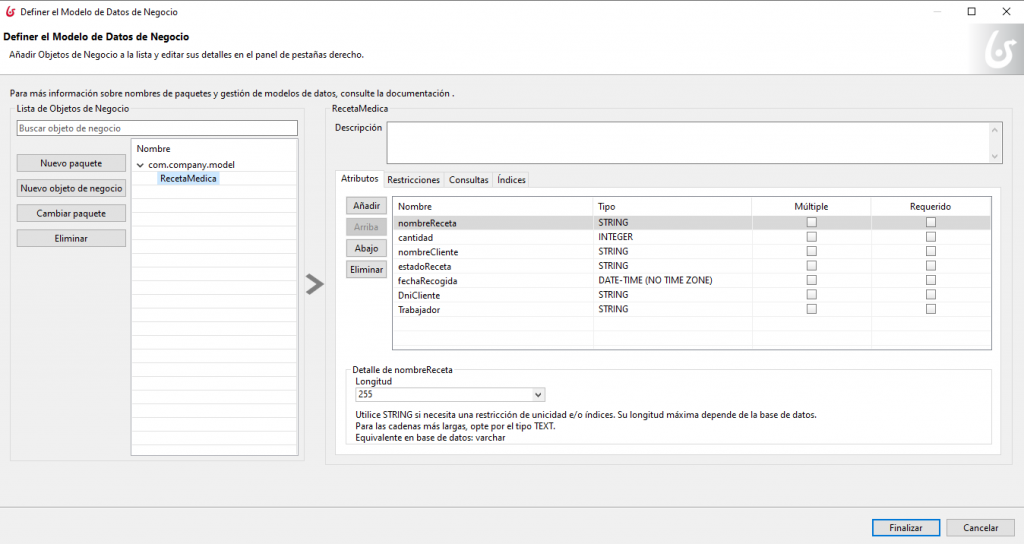 Definer el Modelo de Datos de Negocio
Definer el Modelo de Datos de Negocio
Añadir Objetos de Negocio a la lista y editar sus detalles en el panel de pestañas derecho.
Para más información sobre nombres de paquetes y gestión de modelos de datos, consulte la documentación .
Lista de Objetos de Negocio
Buscar objeto de negocio
Nuevo paquete
Nuevo objeto de negocio
Cambiar paquete
Eliminar
Nombre
com.company.model
RecetaMedica
RecetaMedica
Descripción
Atributos Restricciones Consultas Índices
Añadir
Arriba
Abajo
Eliminar
Nombre Tipo Múltiple Requerido
nombreReceta STRING
cantidad INTEGER
nombreCliente STRING
estadoReceta STRING
fechaRecogida DATE-TIME (NO TIME ZONE)
DniCliente STRING
Trabajador STRING
Detalle de nombreReceta
Longitud
255
Utilice STRING si necesita una restricción de unicidad e/o índices. Su longitud máxima depende de la base de datos.
Para las cadenas más largas, opte por el tipo TEXT.
Equivalente en base de datos: varchar
Finalizar Cancelar